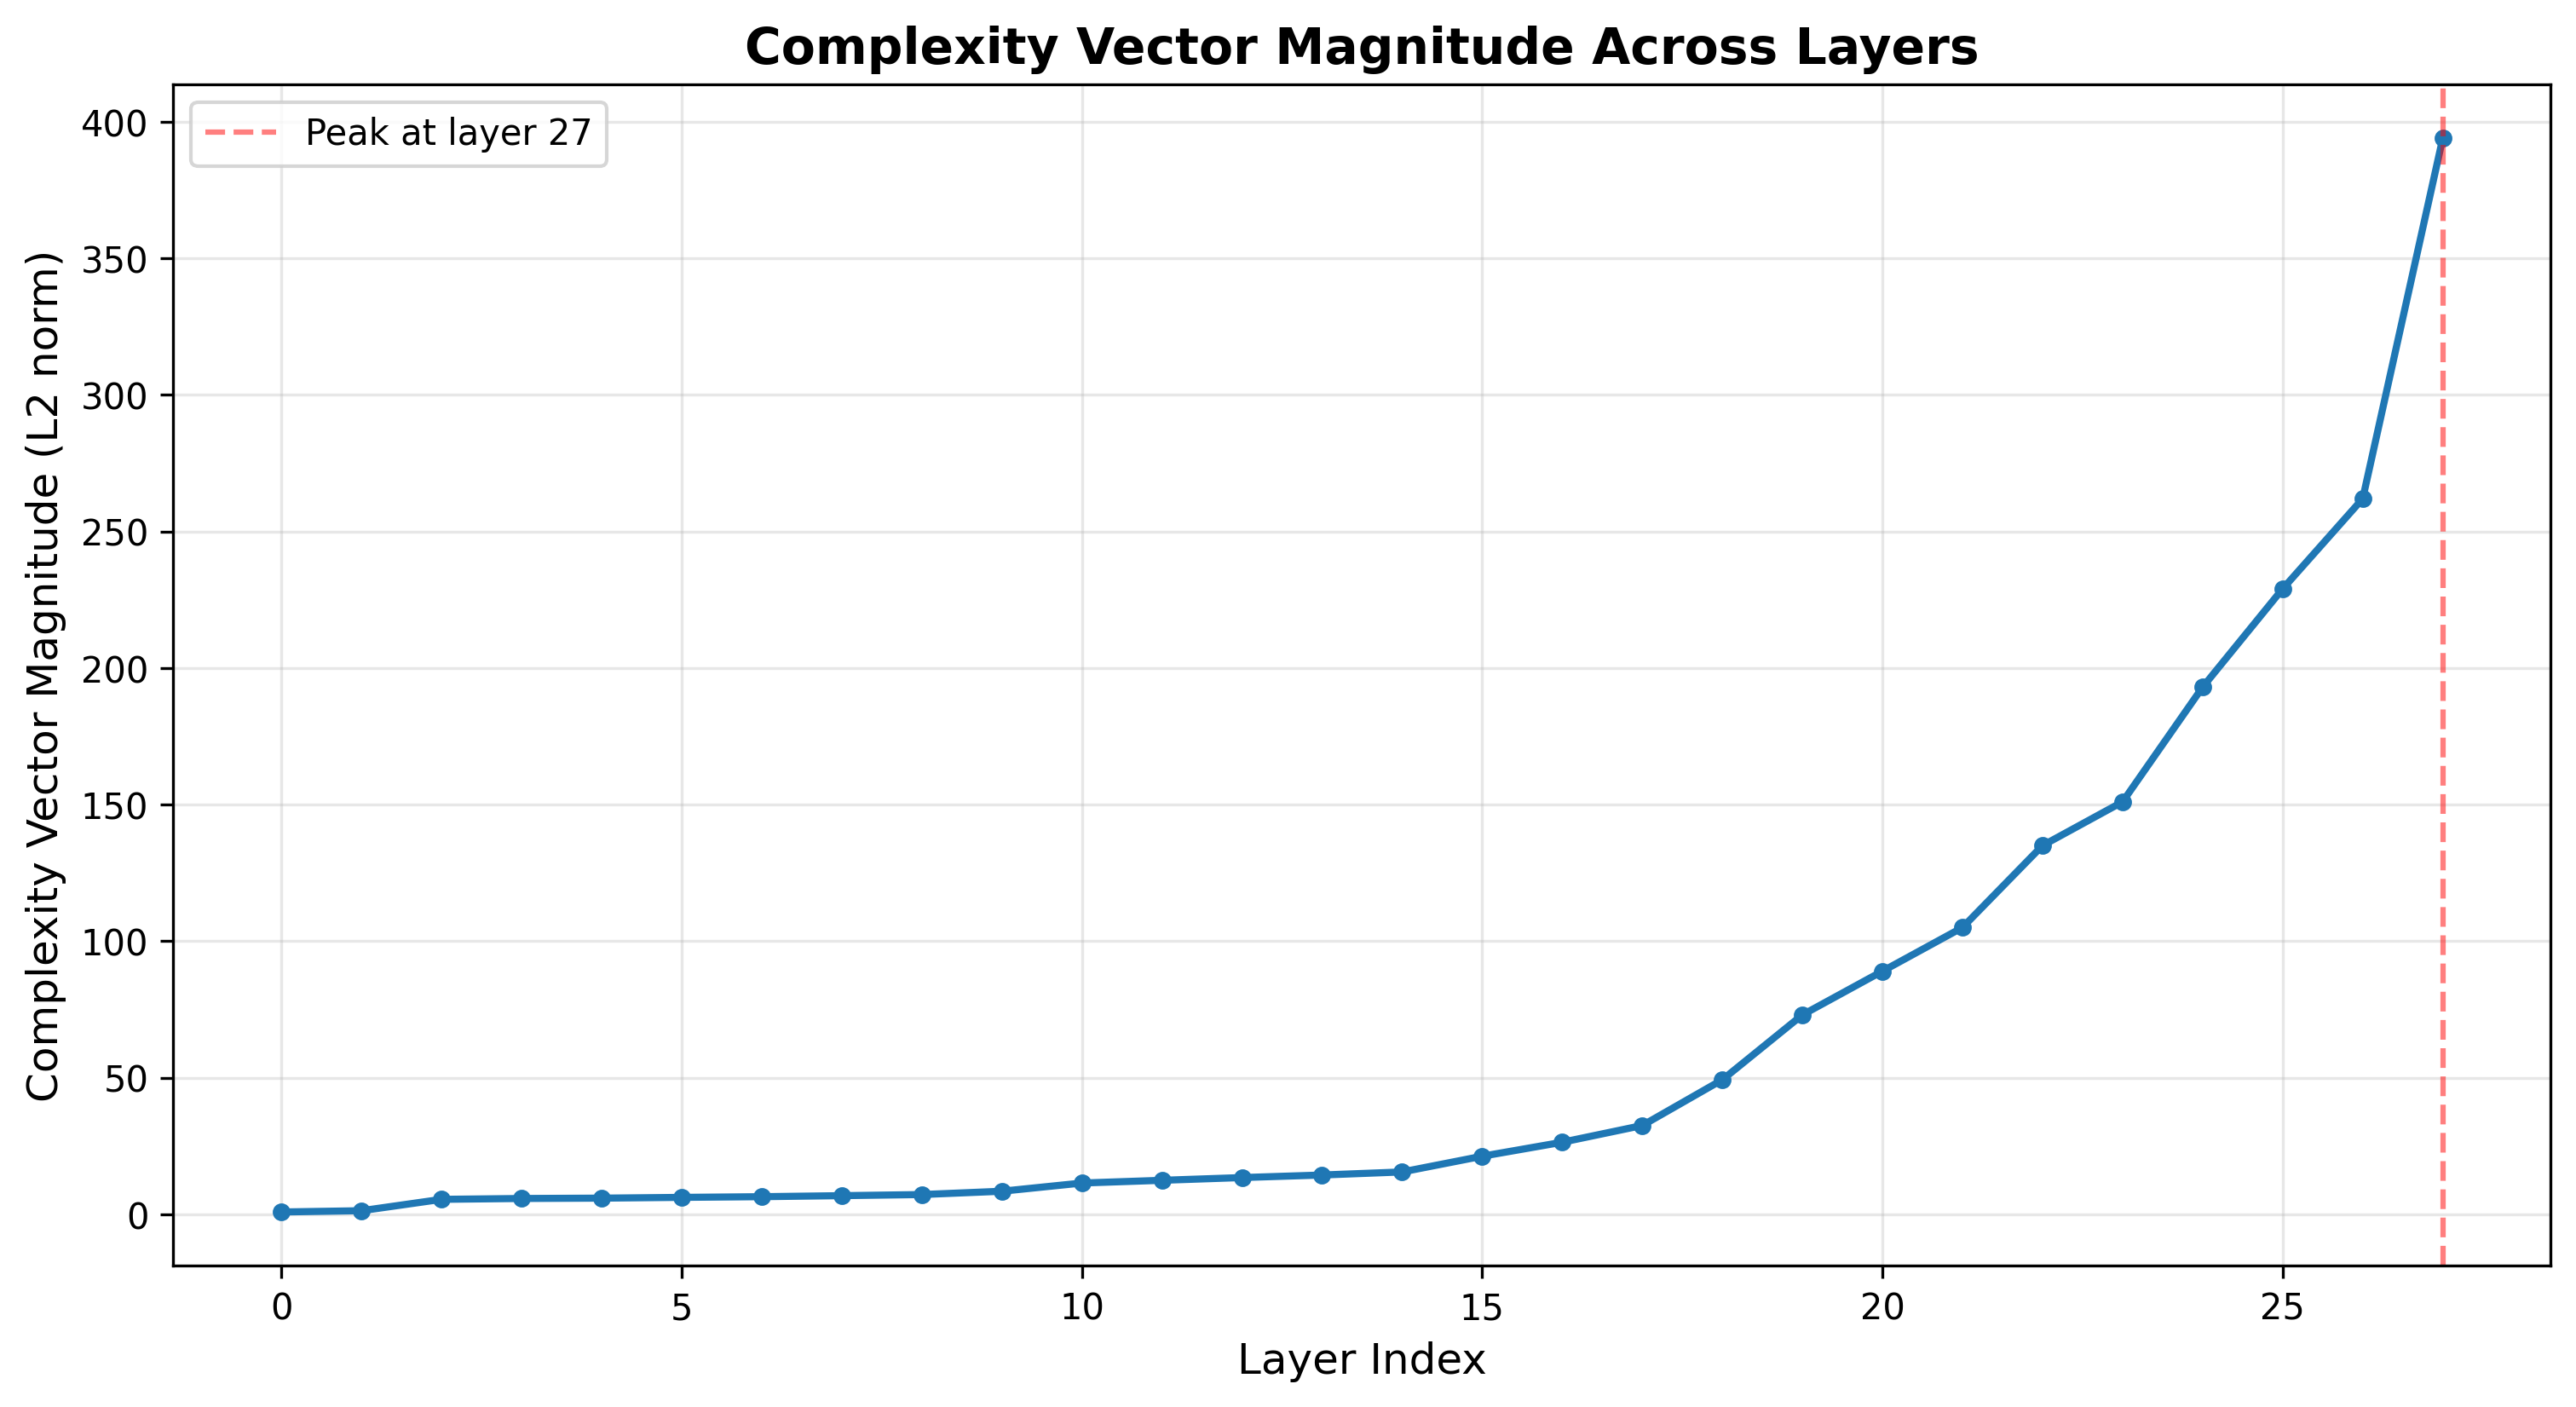 Complexity Vector Magnitude Across Layers
Peak at layer 27
Complexity Vector Magnitude (L2 norm)
400
350
300
250
200
150
100
50
0
0 5 10 15 20 25
Layer Index